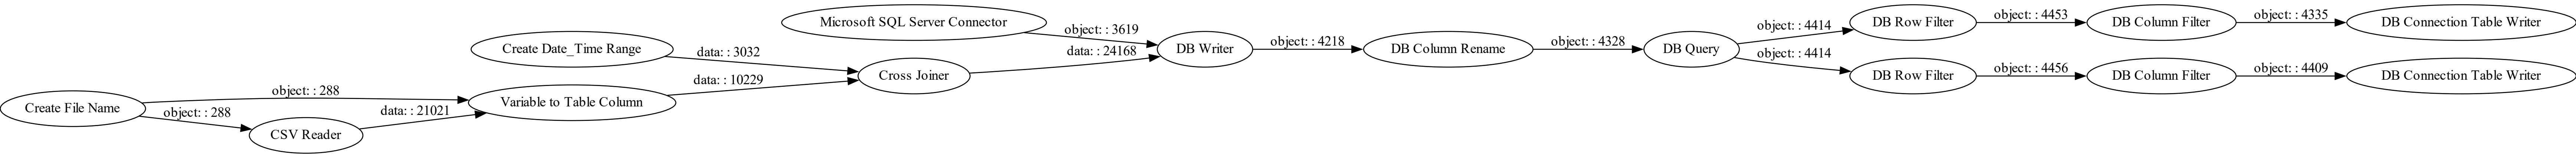 Microsoft SQL Server Connector
object: : 3619
object: : 4414
DB Row Filter
object: : 4453
DB Column Filter
object: : 4335
DB Connection Table Writer
Create Date_Time Range
data: : 3032
data: : 24168
DB Writer
object: : 4218
DB Column Rename
object: : 4328
DB Query
object: : 4414
Cross Joiner
DB Row Filter
object: : 4456
DB Column Filter
object: : 4409
DB Connection Table Writer
data: : 10229
object: : 288
Variable to Table Column
Create File Name
object: : 288
data: : 21021
CSV Reader